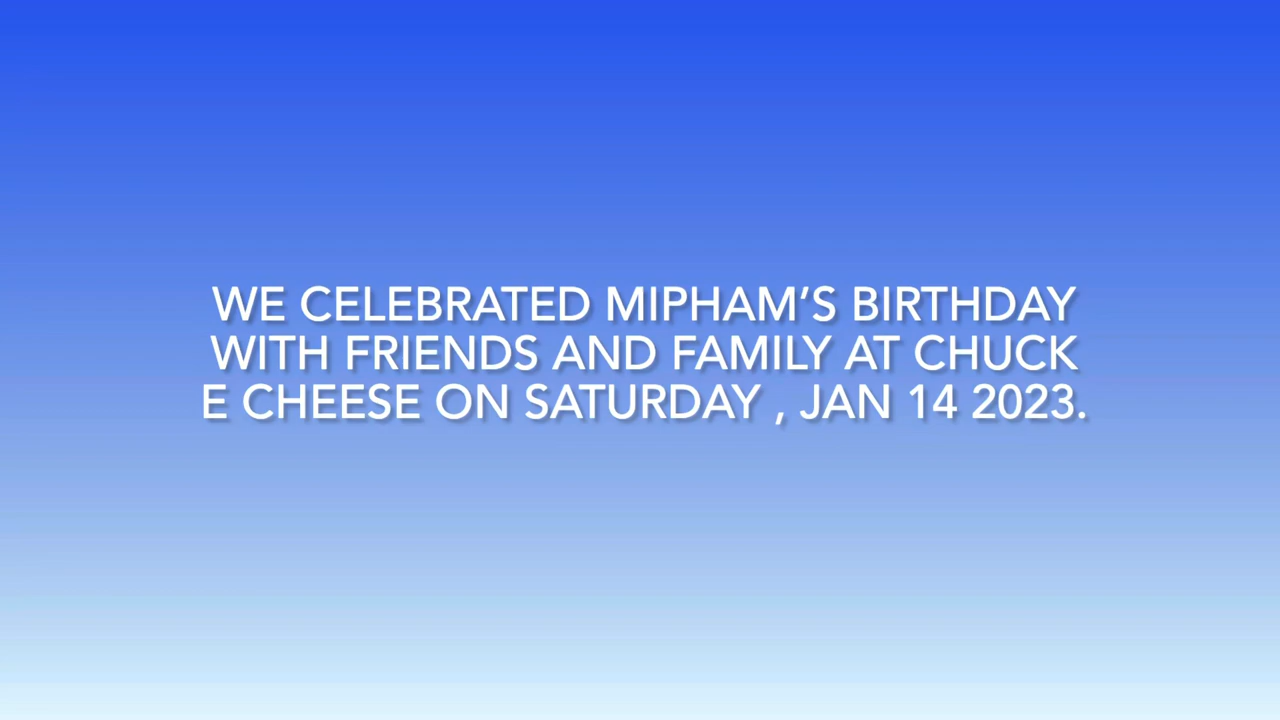 WE CELEBRATED MIPHAM’S BIRTHDAY
WITH FRIENDS AND FAMILY AT CHUCK
E CHEESE ON SATURDAY , JAN 14 2023.